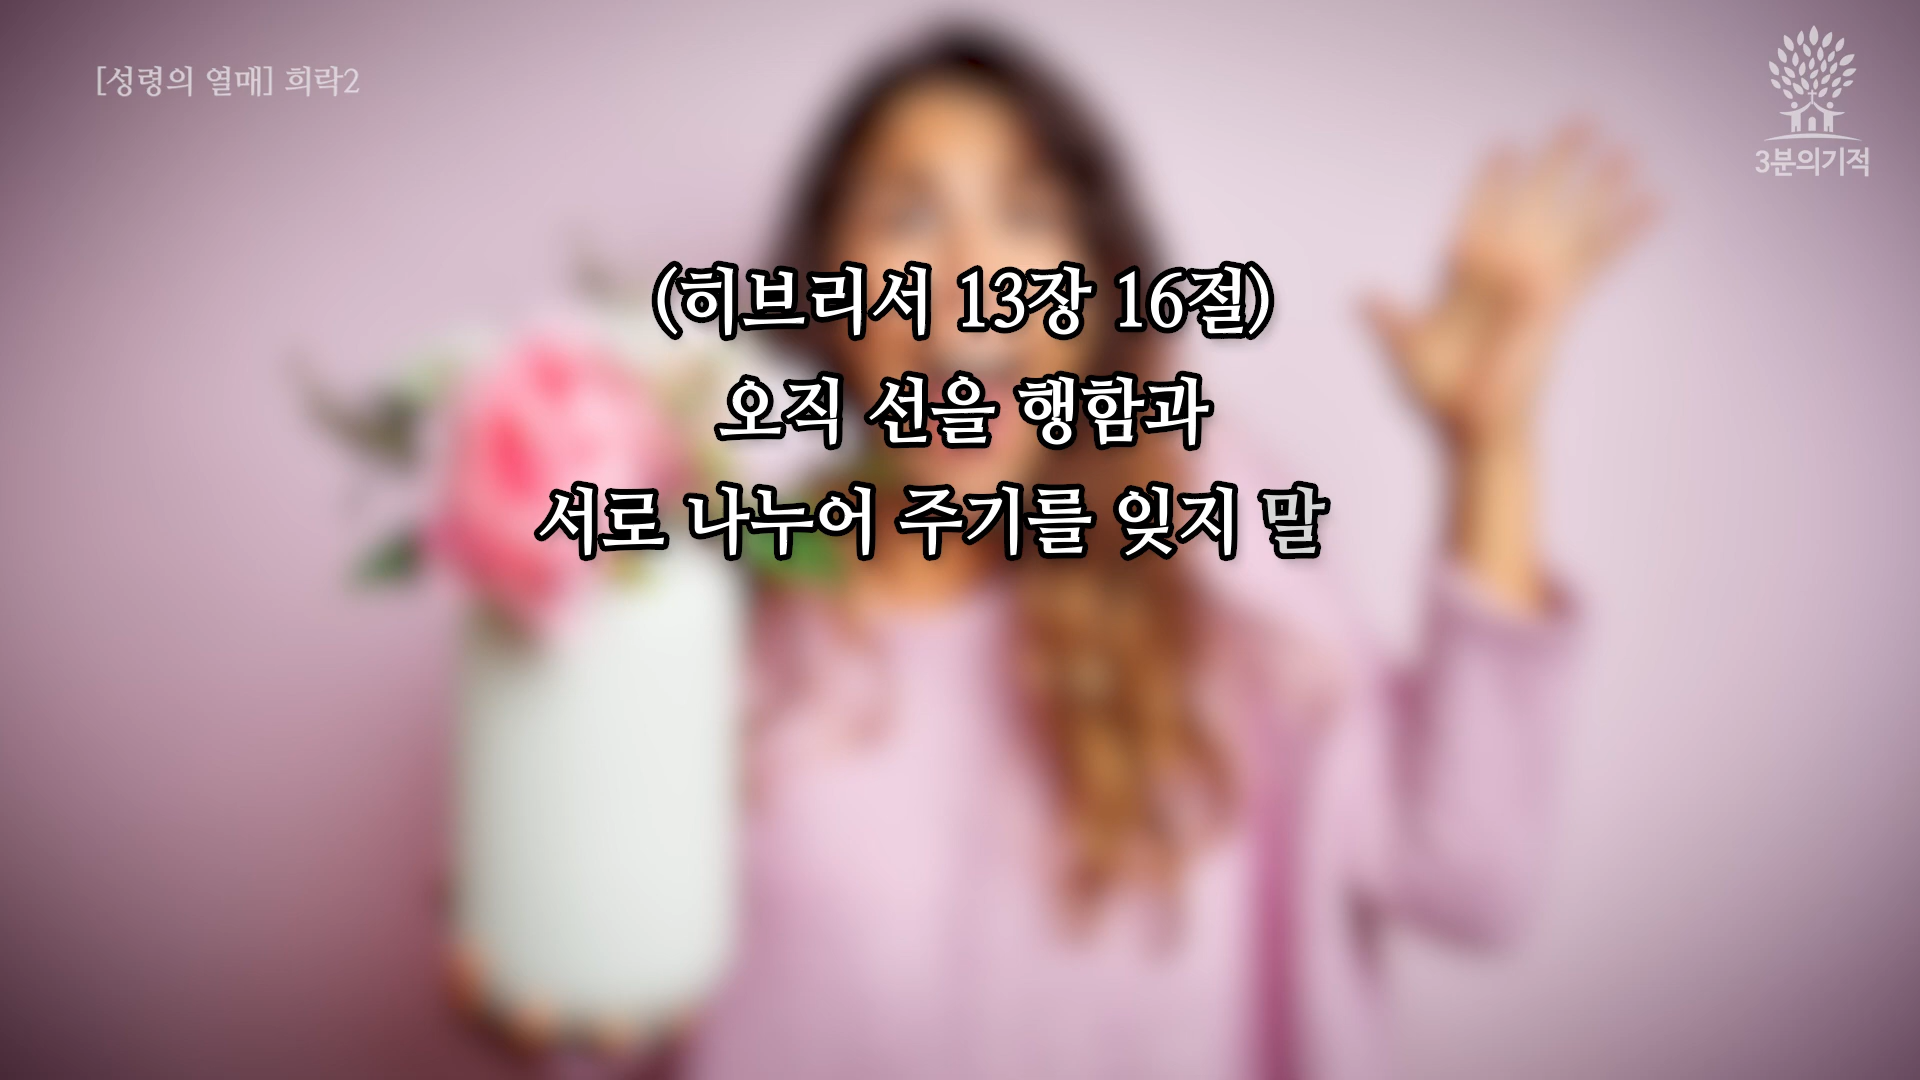 [성령의 열매] 희락2
3분의기적
(히브리서 13장 16절)
오직 선을 행함과
서로 나누어 주기를 잊지 말